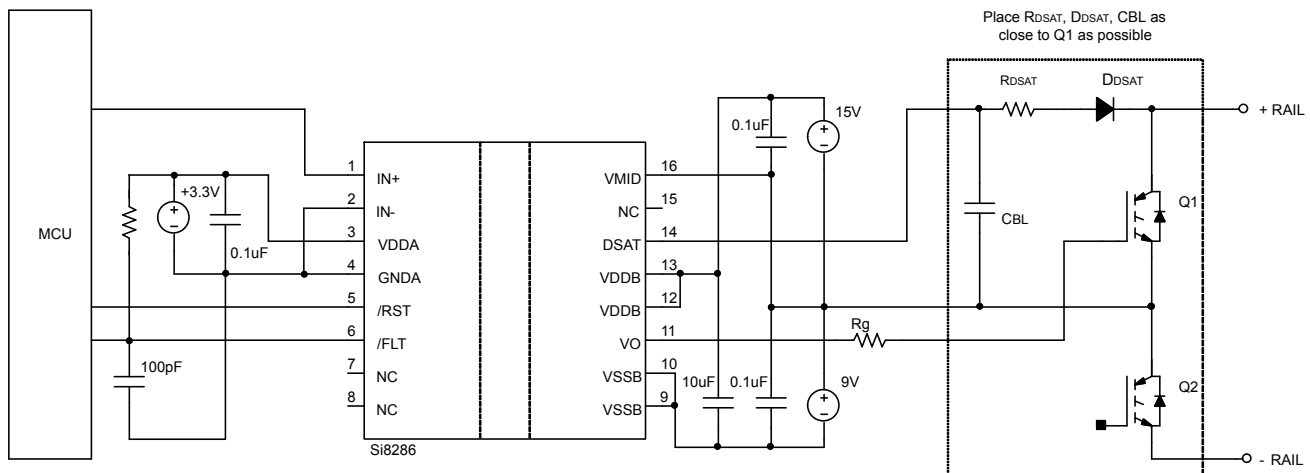 Place RDSAT, DDSAT, CBL as
close to Q1 as possible
MCU
+3.3V
0.1uF
100pF
1 IN+
2 IN-
3 VDDA
4 GNDA
5 /RST
6 /FLT
7 NC
8 NC
Si8286
VMID 16
NC 15
DSAT 14
VDDB 13
VDDB 12
VO 11
VSSB 10
VSSB 9
0.1uF
15V
Rg
10uF
0.1uF
9V
RDSAT
DDSAT
CBL
Q1
Q2
+ RAIL
- RAIL